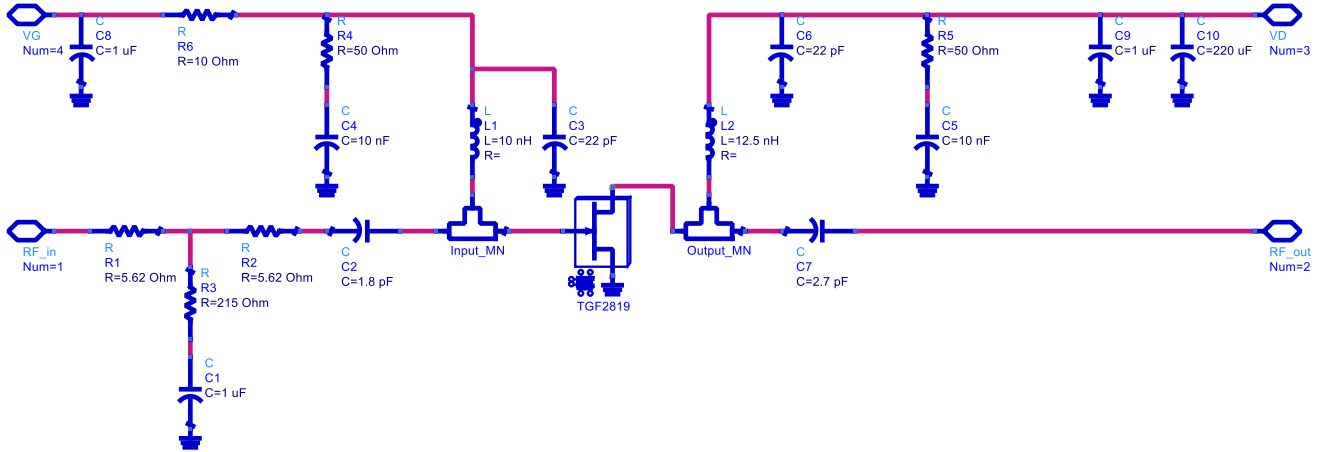 VG
Num=4
C
C8
C=1 uF
R
R6
R=10 Ohm
R
R4
R=50 Ohm
C
C4
C=10 nF
L
L1
L=10 nH
R=
C
C3
C=22 pF
L
L2
L=12.5 nH
R=
C
C6
C=22 pF
R
R5
R=50 Ohm
C
C5
C=10 nF
C
C9
C=1 uF
C
C10
C=220 uF
VD
Num=3
RF_in
Num=1
R
R1
R=5.62 Ohm
R
R2
R=5.62 Ohm
R
R3
R=215 Ohm
C
C1
C=1 uF
C
C2
C=1.8 pF
Input_MN
TGF2819
Output_MN
C
C7
C=2.7 pF
RF_out
Num=2